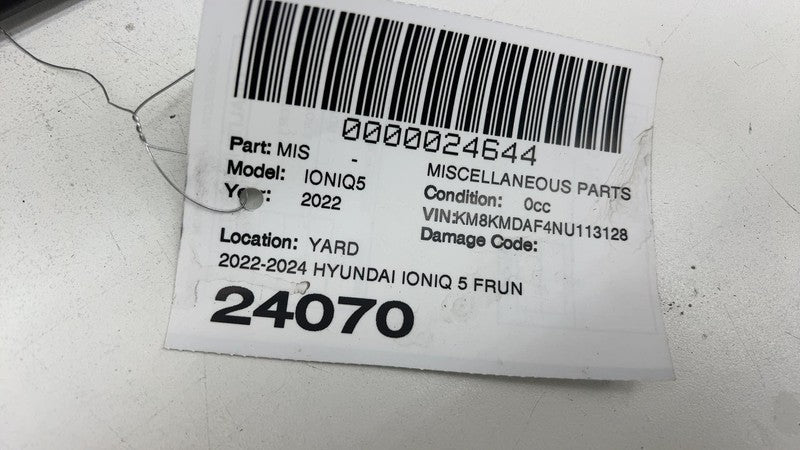 0000024644
Part: MIS - MISCELLANEOUS PARTS
Model: IONIQ5 Condition: 0cc
Year: 2022 VIN:KM8KMDAF4NU113128
Location: YARD Damage Code:
2022-2024 HYUNDAI IONIQ 5 FRUN
24070